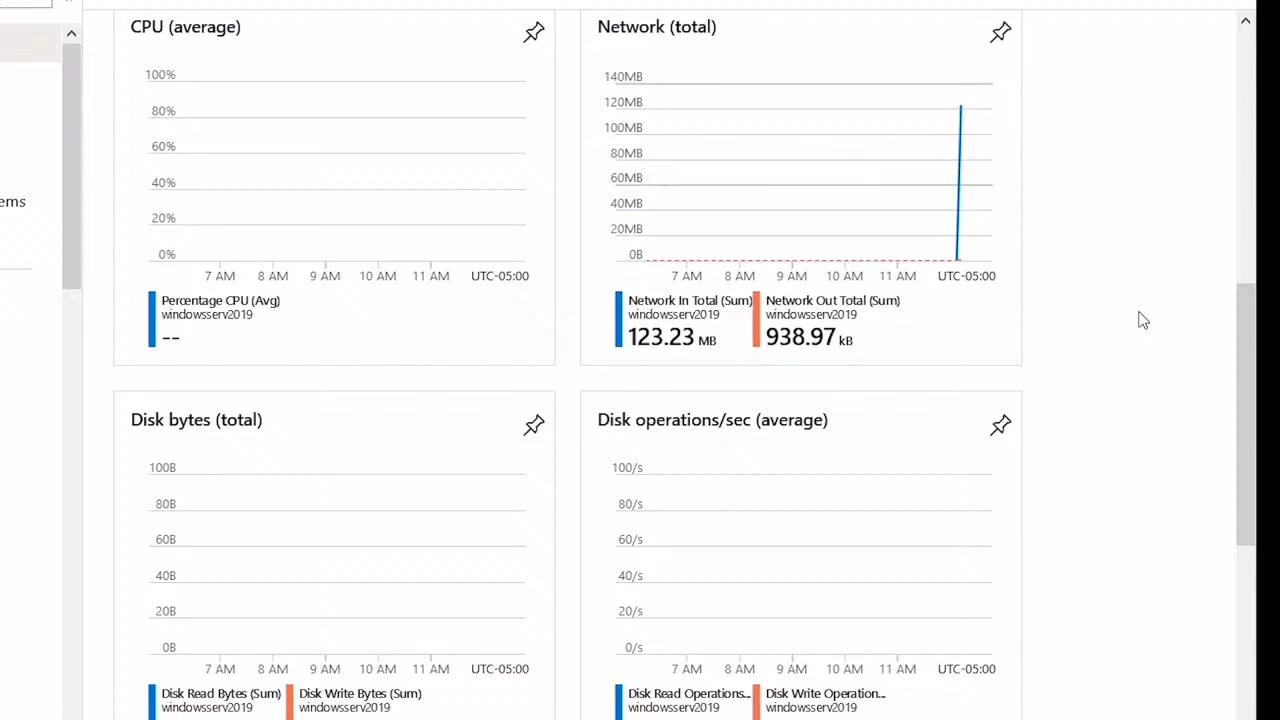 ems
CPU (average)
100%
80%
60%
40%
20%
0%
7 AM 8 AM 9 AM 10 AM 11 AM UTC-05:00
Percentage CPU (Avg)
windowsserv2019
--
Network (total)
140MB
120MB
100MB
80MB
60MB
40MB
20MB
0B
7 AM 8 AM 9 AM 10 AM 11 AM UTC-05:00
Network In Total (Sum) Network Out Total (Sum)
windowsserv2019 windowsserv2019
123.23 MB 938.97 kB
Disk bytes (total)
100B
80B
60B
40B
20B
0B
7 AM 8 AM 9 AM 10 AM 11 AM UTC-05:00
Disk Read Bytes (Sum) Disk Write Bytes (Sum)
windowsserv2019 windowsserv2019
Disk operations/sec (average)
100/s
80/s
60/s
40/s
20/s
0/s
7 AM 8 AM 9 AM 10 AM 11 AM UTC-05:00
Disk Read Operations... Disk Write Operation...
windowsserv2019 windowsserv2019